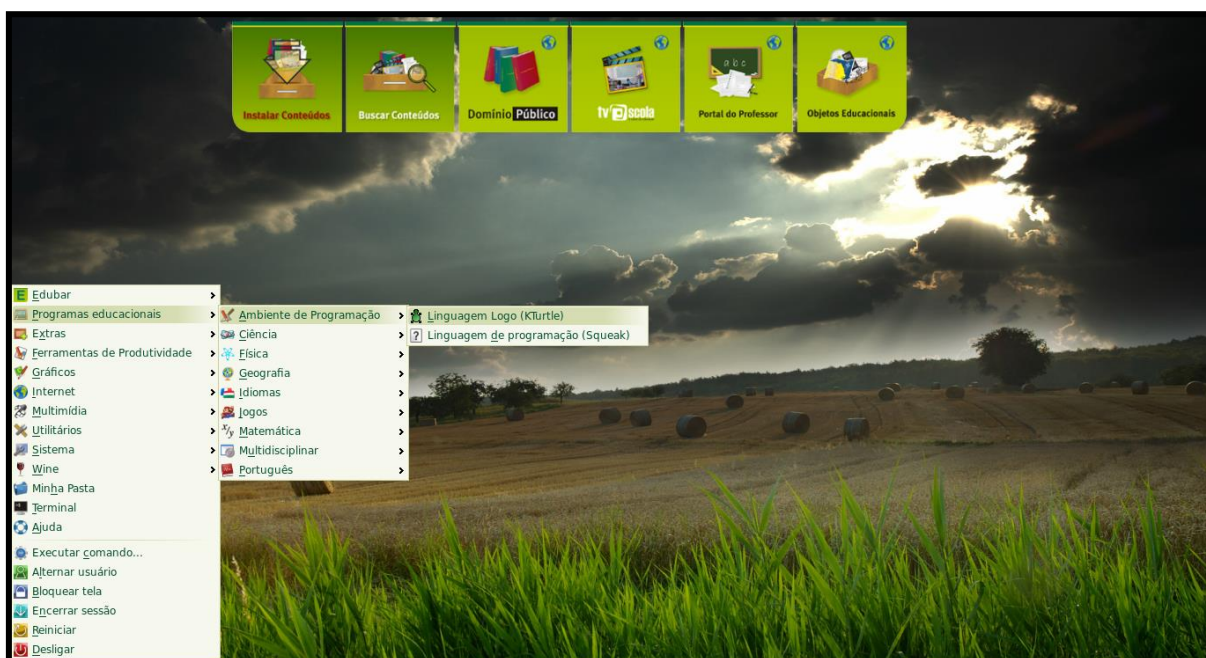 Instalar Conteúdos
Buscar Conteúdos
Domínio Público
tv escola
Portal do Professor
Objetos Educacionais
abc
Edubar
Programas educacionais
Extras
Ferramentas de Produtividade
Gráficos
Internet
Multimídia
Utilitários
Sistema
Wine
Minha Pasta
Terminal
Ajuda
Executar comando...
Alternar usuário
Bloquear tela
Encerrar sessão
Reiniciar
Desligar
Ambiente de Programação
Ciência
Física
Geografia
Idiomas
Jogos
x/y Matemática
Multidisciplinar
Português
Linguagem Logo (KTurtle)
Linguagem de programação (Squeak)